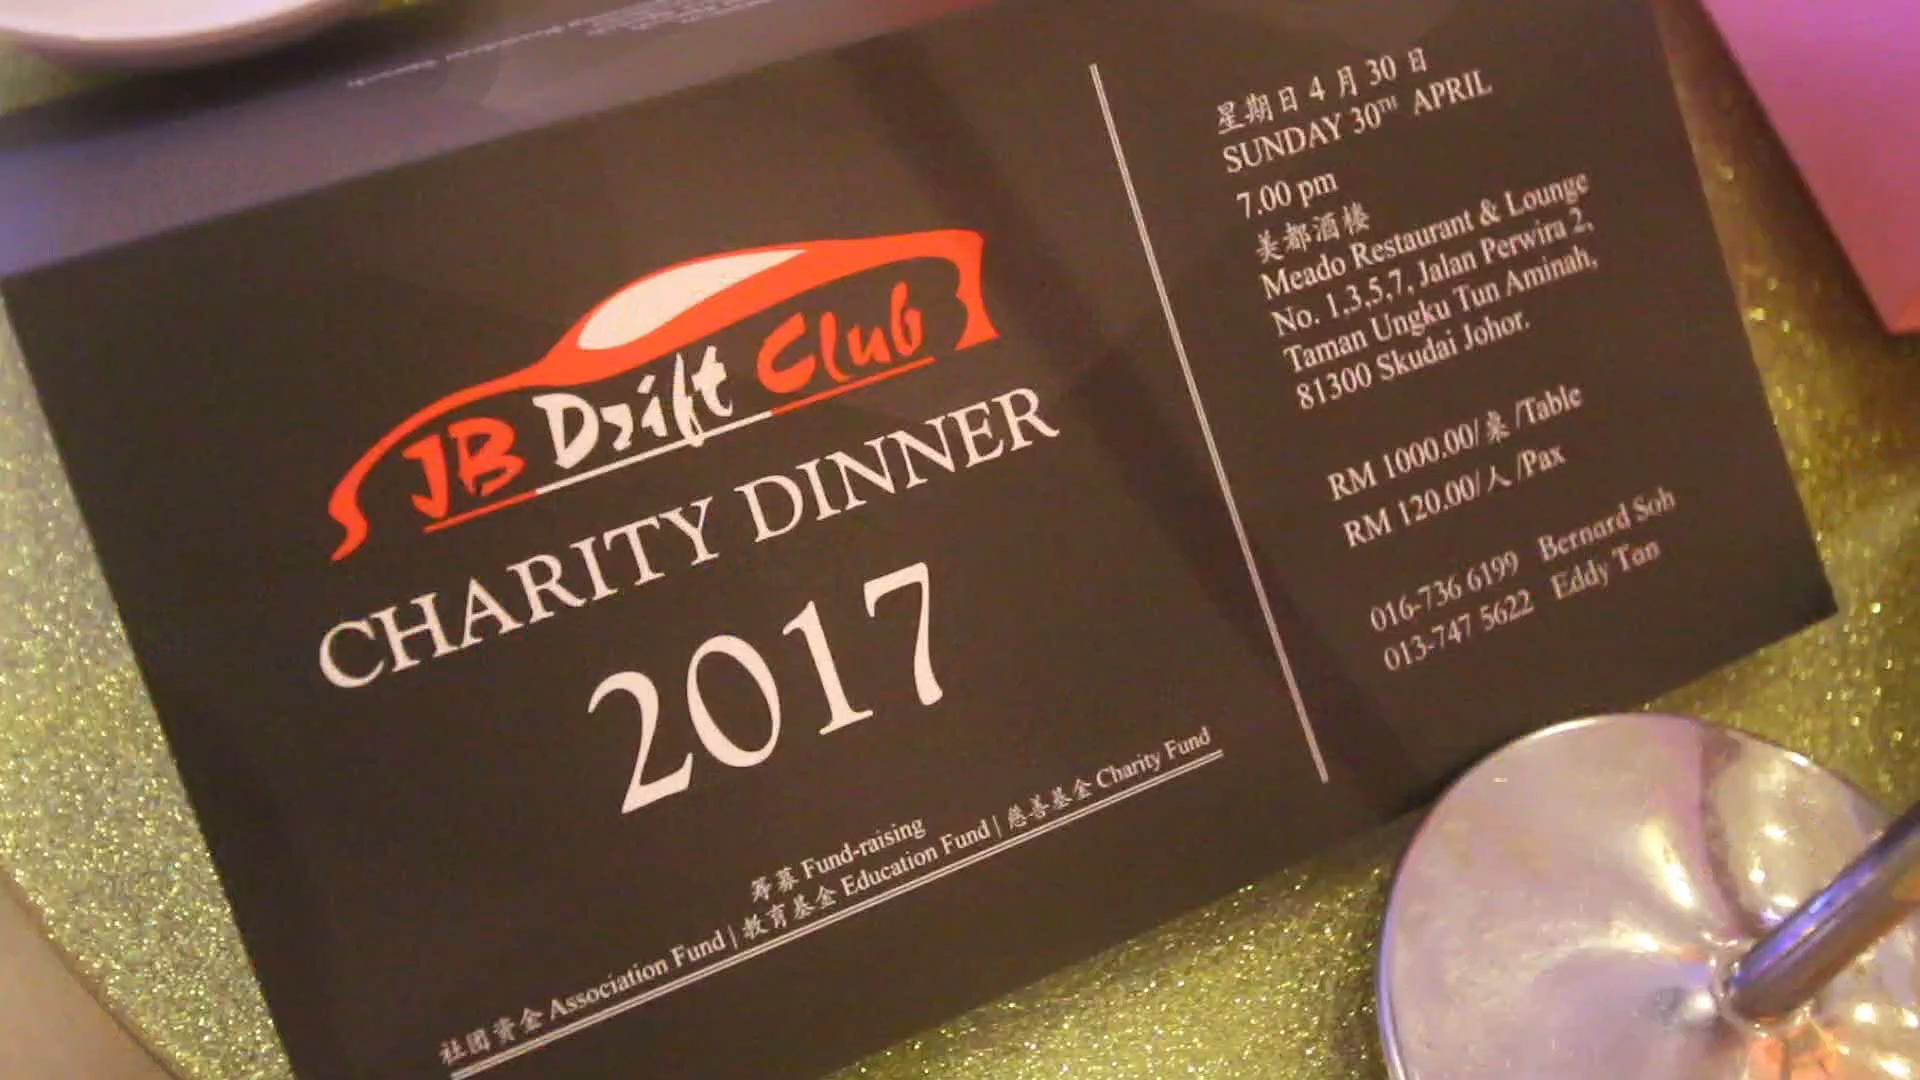 JB Drift Club
CHARITY DINNER
2017
筹募 Fund-raising
社团资金 Association Fund | 教育基金 Education Fund | 慈善基金 Charity Fund
星期日 4 月 30 日
SUNDAY 30TH APRIL
7.00 pm
美都酒楼
Meado Restaurant & Lounge
No. 1,3,5,7, Jalan Perwira 2,
Taman Ungku Tun Aminah,
81300 Skudai Johor.
RM 1000.00/桌/Table
RM 120.00/人/Pax
016-736 6199 Bernard Soh
013-747 5622 Eddy Tan